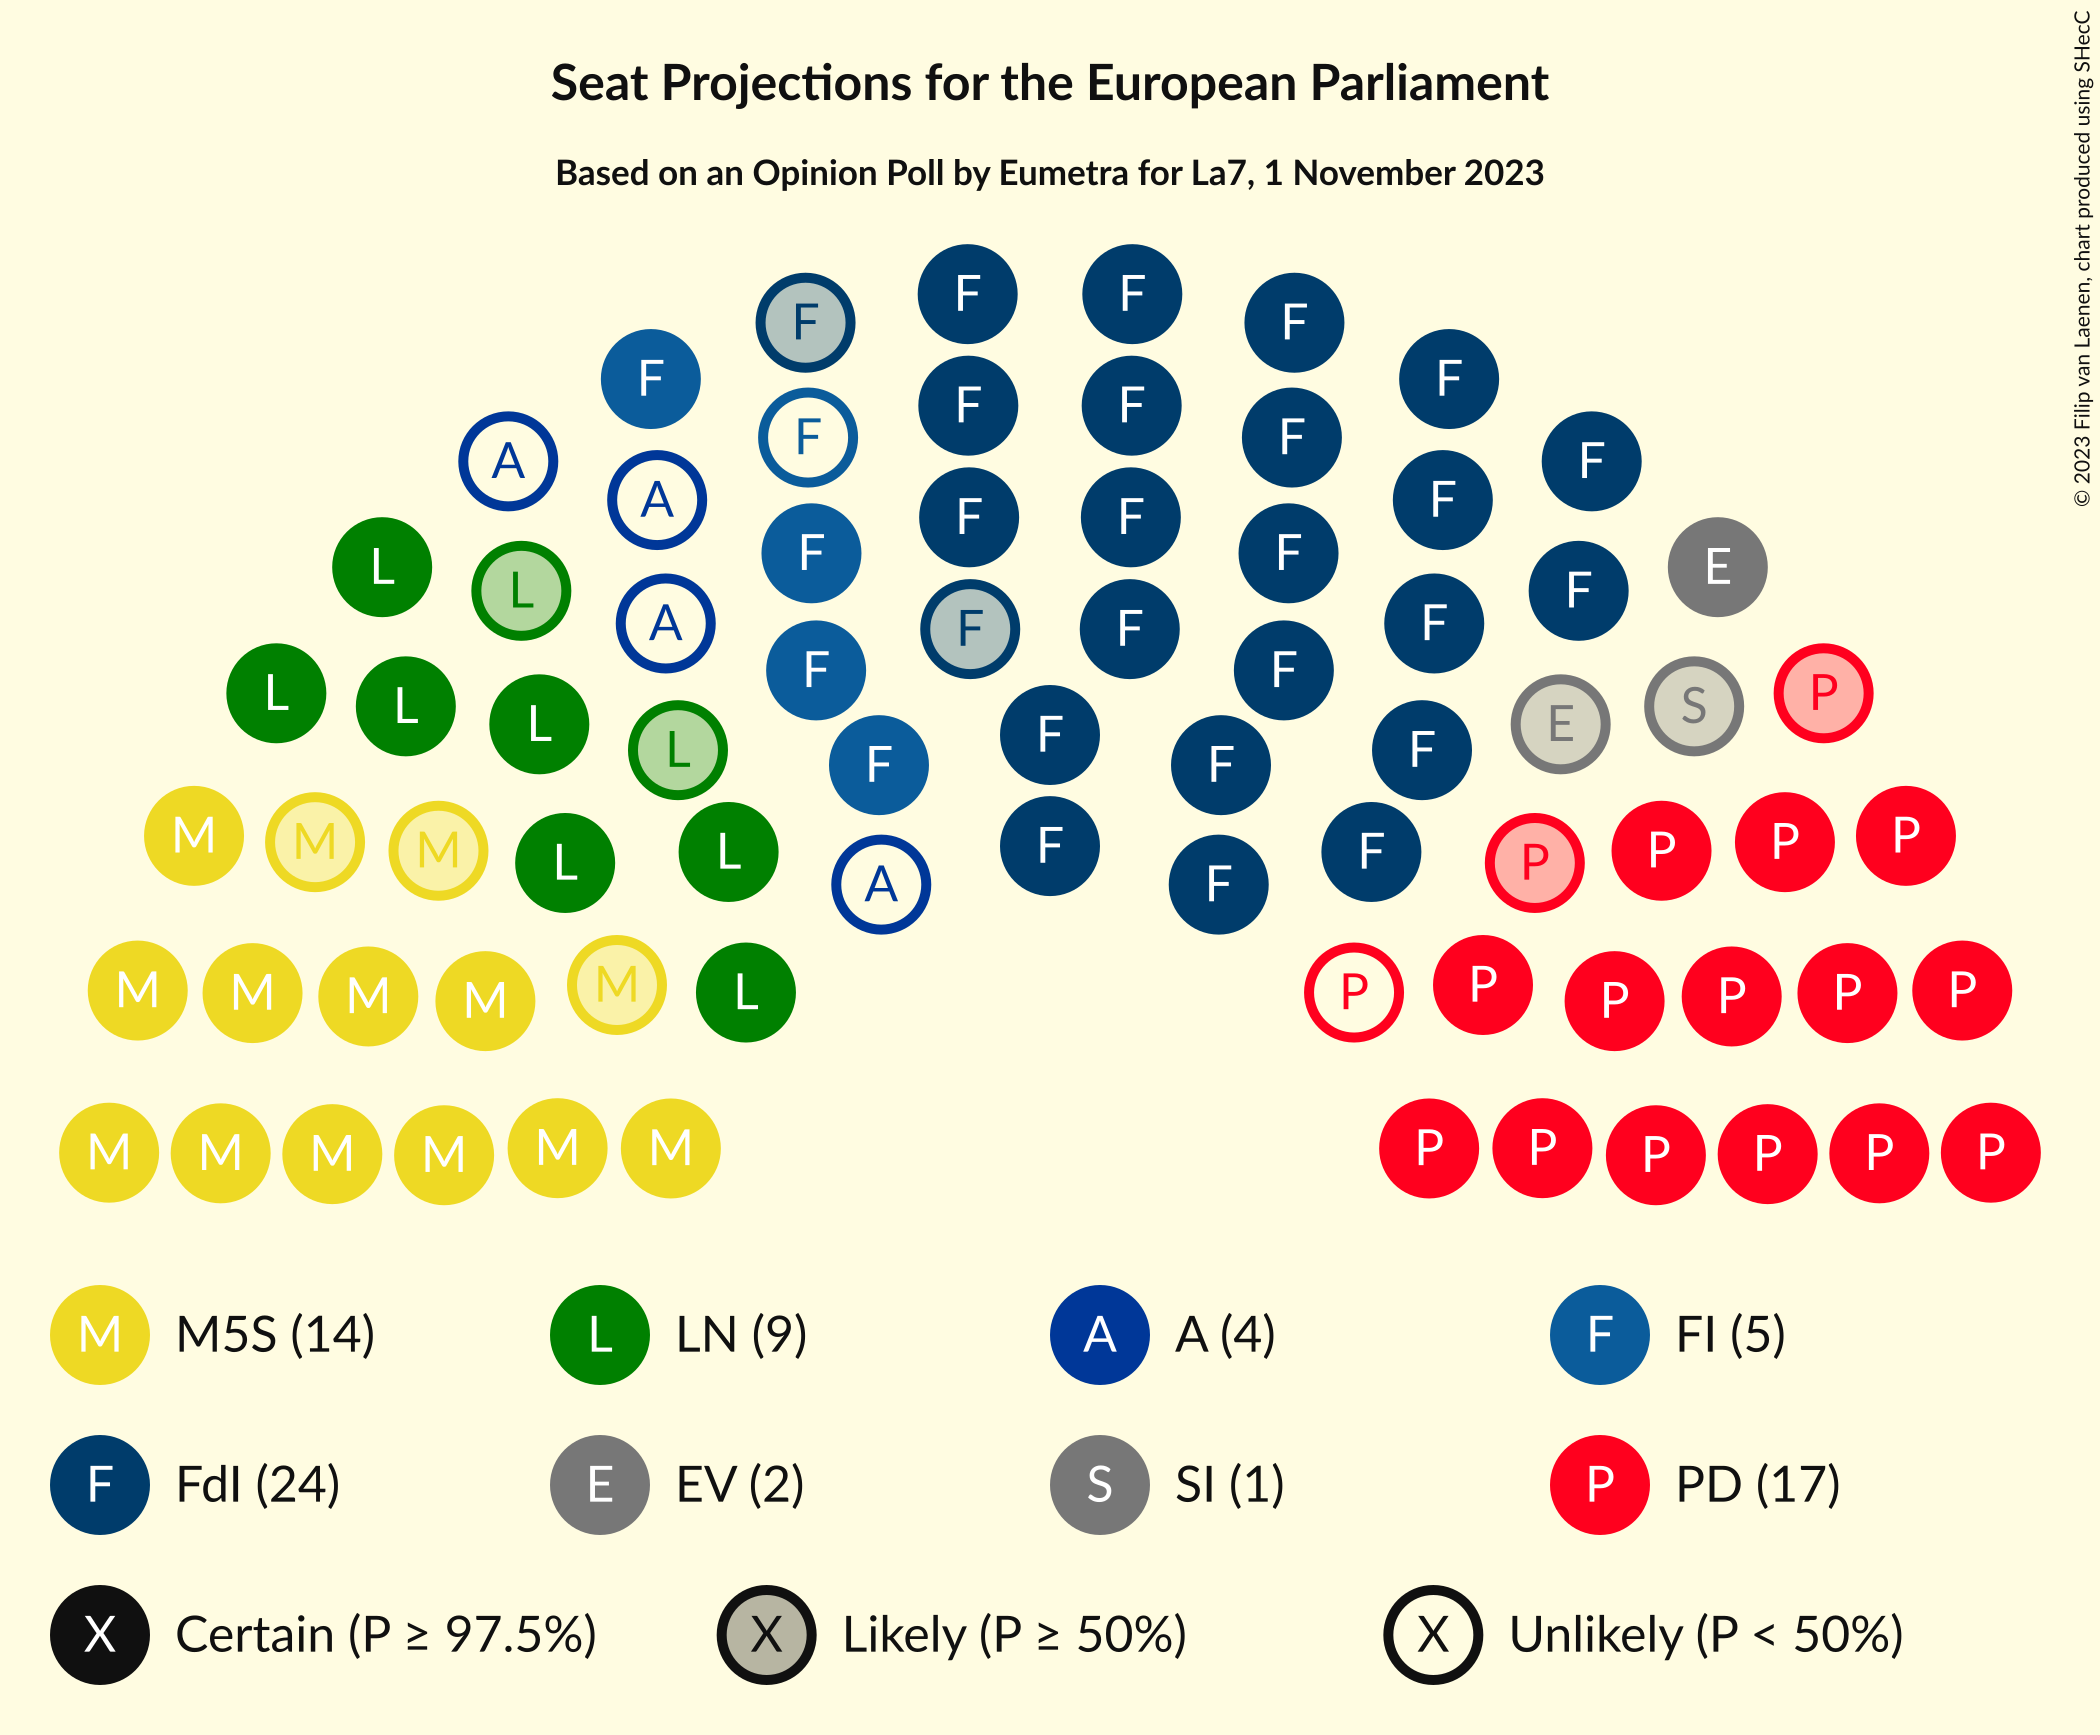 Seat Projections for the European Parliament
Based on an Opinion Poll by Eumetra for La7, 1 November 2023
© 2023 Filip van Laenen, chart produced using SHecC
F F
F F
F F
F F F F
F F
A F
A F
F F F F
L E
L F
A F
F F
L F L S P
L L E
F F
L F F F
M M M P P P
M L L F F P P
A F
M M M M M L P P P P P P
M M M M M M P P P P P P
M M5S (14) L LN (9) A A (4) F FI (5)
F FdI (24) E EV (2) S SI (1) P PD (17)
X Certain (P ≥ 97.5%) X Likely (P ≥ 50%) X Unlikely (P < 50%)